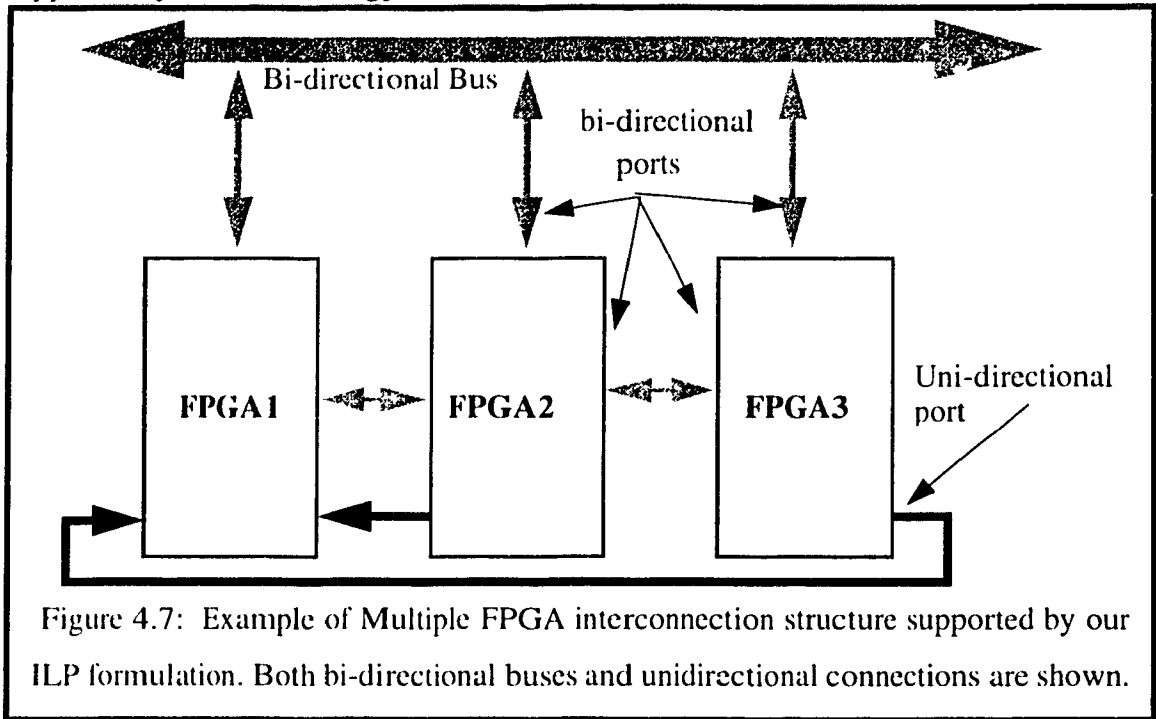 Bi-directional Bus
bi-directional
ports
Uni-directional
port
FPGA1
FPGA2
FPGA3
Figure 4.7: Example of Multiple FPGA interconnection structure supported by our
ILP formulation. Both bi-directional buses and unidirectional connections are shown.